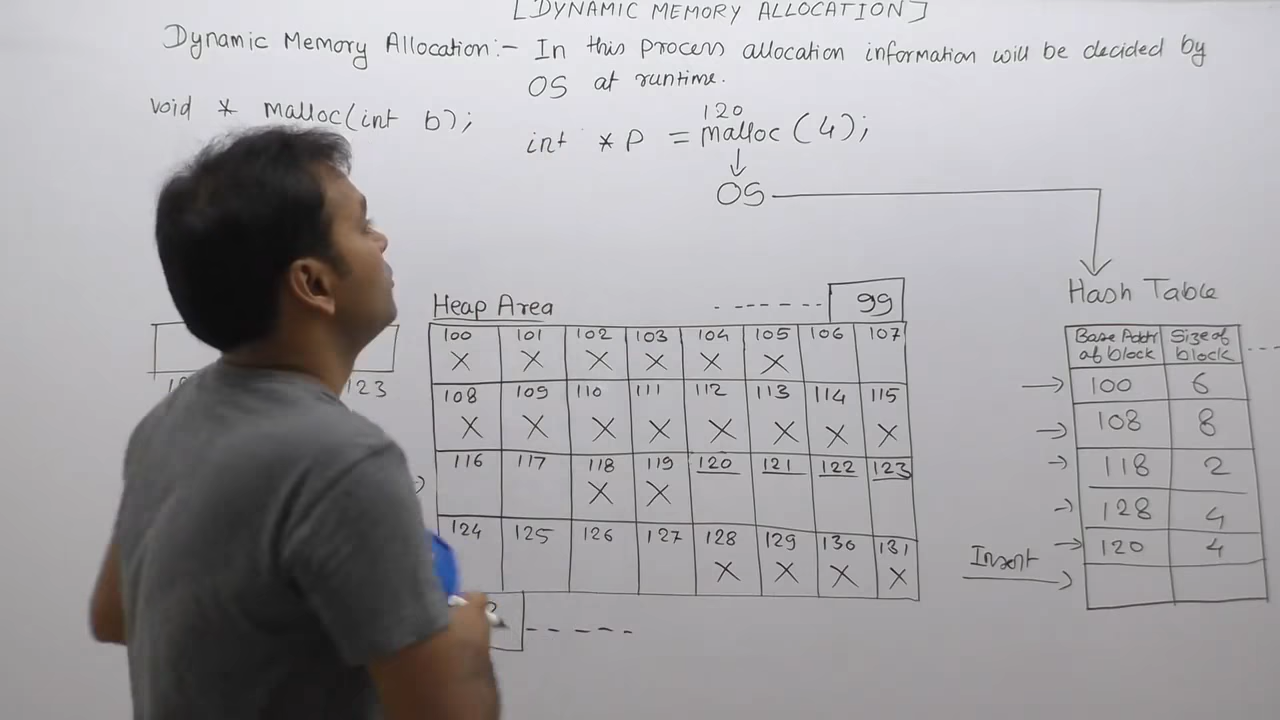 [DYNAMIC MEMORY ALLOCATION]
Dynamic Memory Allocation:- In this process allocation information will be decided by
OS at runtime.
void * malloc(int b);
120
int *P = malloc(4);
OS
Heap Area
99
100 101 102 103 104 105 106 107
X X X X X X
108 109 110 111 112 113 114 115
X X X X X X X X
116 117 118 119 120 121 122 123
X X
124 125 126 127 128 129 130 131
X X X X
123
Hash Table
Base Addr of block Size of block
100 6
108 8
118 2
128 4
120 4
Insert